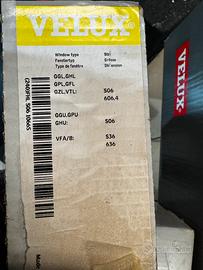 VELUX
Window type
Fenstertyp
Type de fenêtre
Size
Grösse
Dimension
GGL,GHL
GPL,GFL
GZL,VTL:
S06
606,4
GGU,GPU
GHU:
S06
VFA/B:
S36
636
VELUX